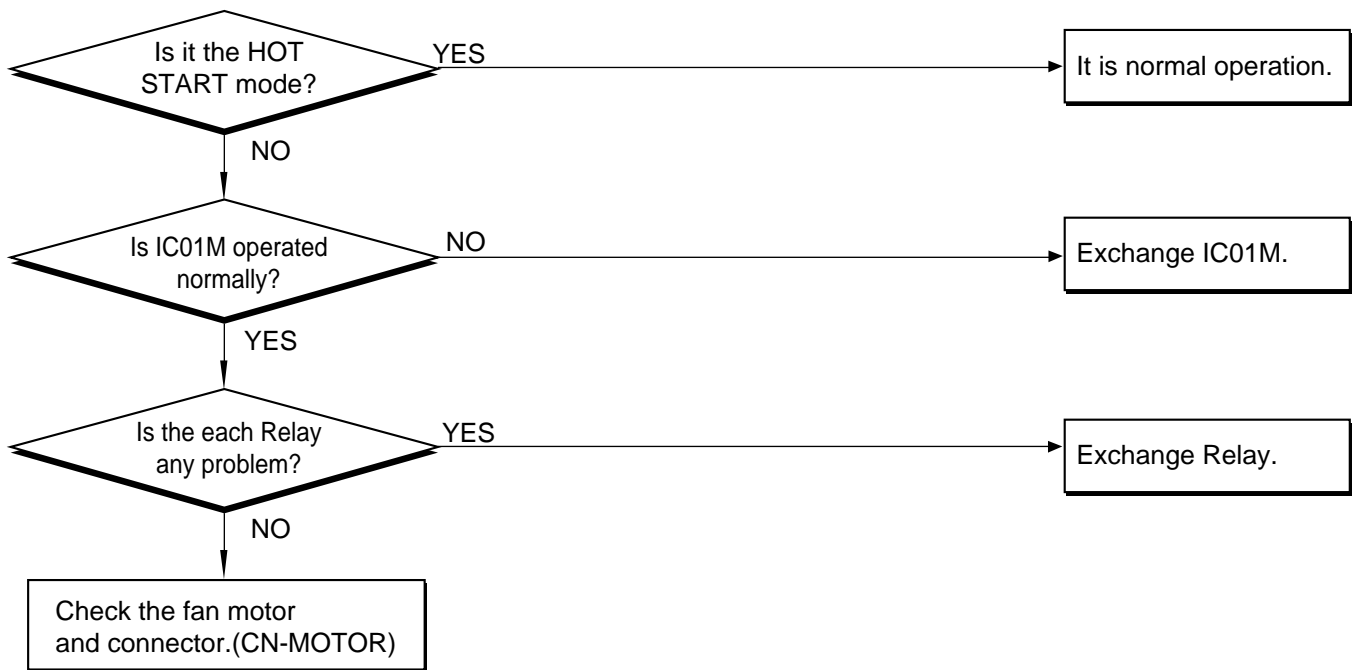 Is it the HOT
START mode?
YES
It is normal operation.
NO
Is IC01M operated
normally?
NO
Exchange IC01M.
YES
Is the each Relay
any problem?
YES
Exchange Relay.
NO
Check the fan motor
and connector.(CN-MOTOR)